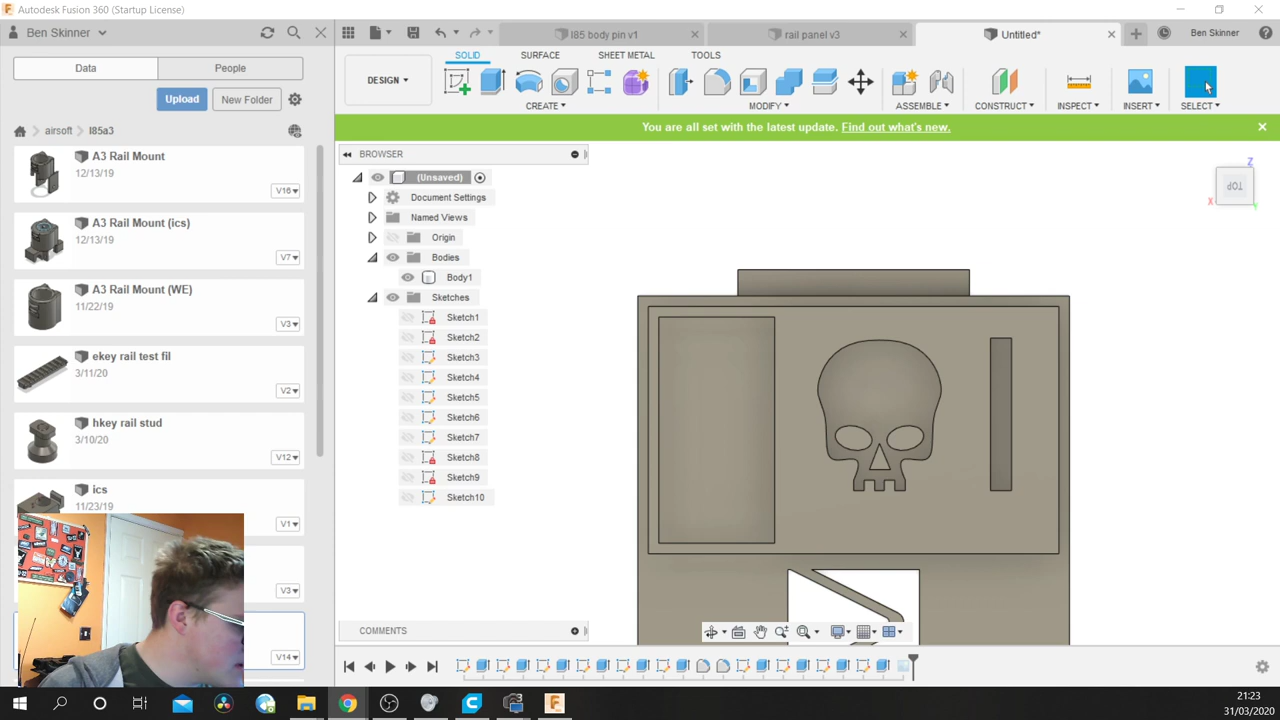 Autodesk Fusion 360 (Startup License)
Ben Skinner
l85 body pin v1
rail panel v3
Untitled*
Ben Skinner
Data
People
Upload
New Folder
airsoft
l85a3
A3 Rail Mount
12/13/19
V16
A3 Rail Mount (ics)
12/13/19
V7
A3 Rail Mount (WE)
11/22/19
V3
ekey rail test fil
3/11/20
V2
hkey rail stud
3/10/20
V12
ics
11/23/19
V1
V3
V14
DESIGN
SOLID
SURFACE
SHEET METAL
TOOLS
CREATE
MODIFY
ASSEMBLE
CONSTRUCT
INSPECT
INSERT
SELECT
You are all set with the latest update. Find out what's new.
BROWSER
(Unsaved)
Document Settings
Named Views
Origin
Bodies
Body1
Sketches
Sketch1
Sketch2
Sketch3
Sketch4
Sketch5
Sketch6
Sketch7
Sketch8
Sketch9
Sketch10
Z
TOP
X
Y
COMMENTS
21:23
31/03/2020